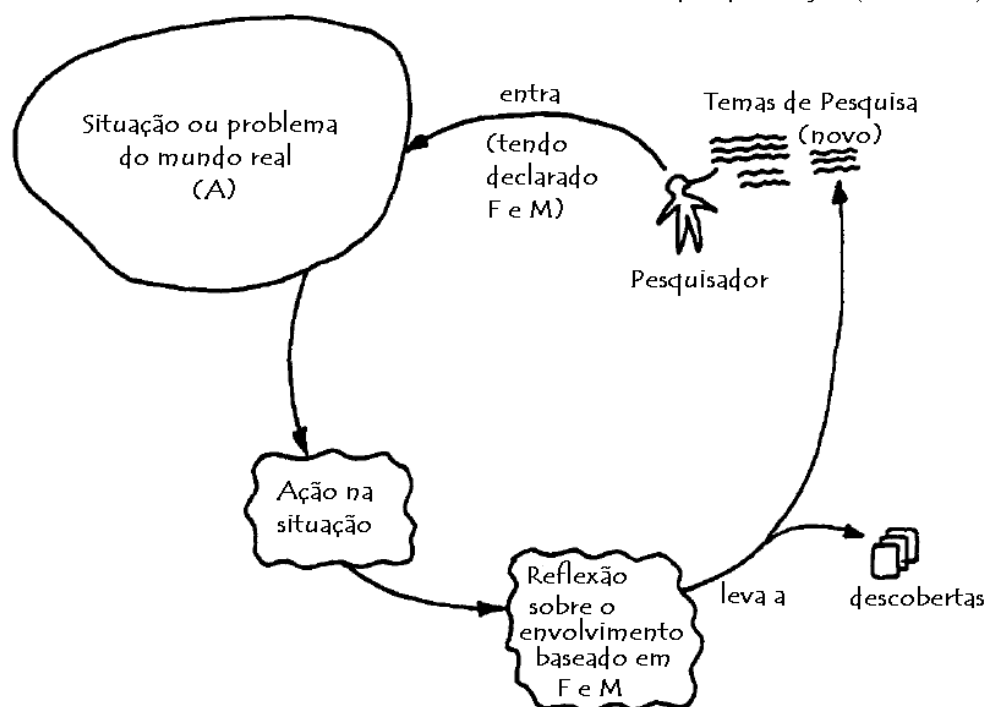 Situação ou problema
do mundo real
(A)
entra
(tendo
declarado
F e M)
Temas de Pesquisa
(novo)
Pesquisador
Ação na
situação
Reflexão
sobre o
envolvimento
baseado em
F e M
leva a
descobertas